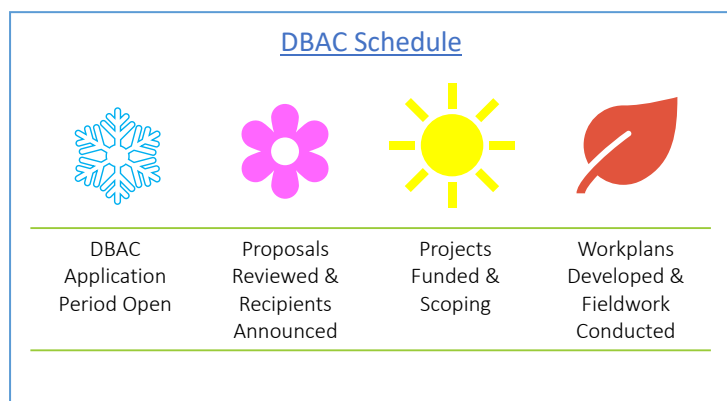 DBAC Schedule
DBAC
Application
Period Open
Proposals
Reviewed &
Recipients
Announced
Projects
Funded &
Scoping
Workplans
Developed &
Fieldwork
Conducted